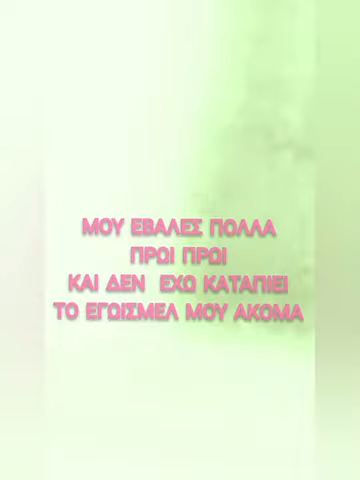 ΜΟΥ ΕΒΑΛΕΣ ΠΟΛΛΑ
ΠΡΩΙ ΠΡΩΙ
ΚΑΙ ΔΕΝ ΕΧΩ ΚΑΤΑΠΙΕΙ
ΤΟ ΕΓΩΙΣΜΕΛ ΜΟΥ ΑΚΟΜΑ